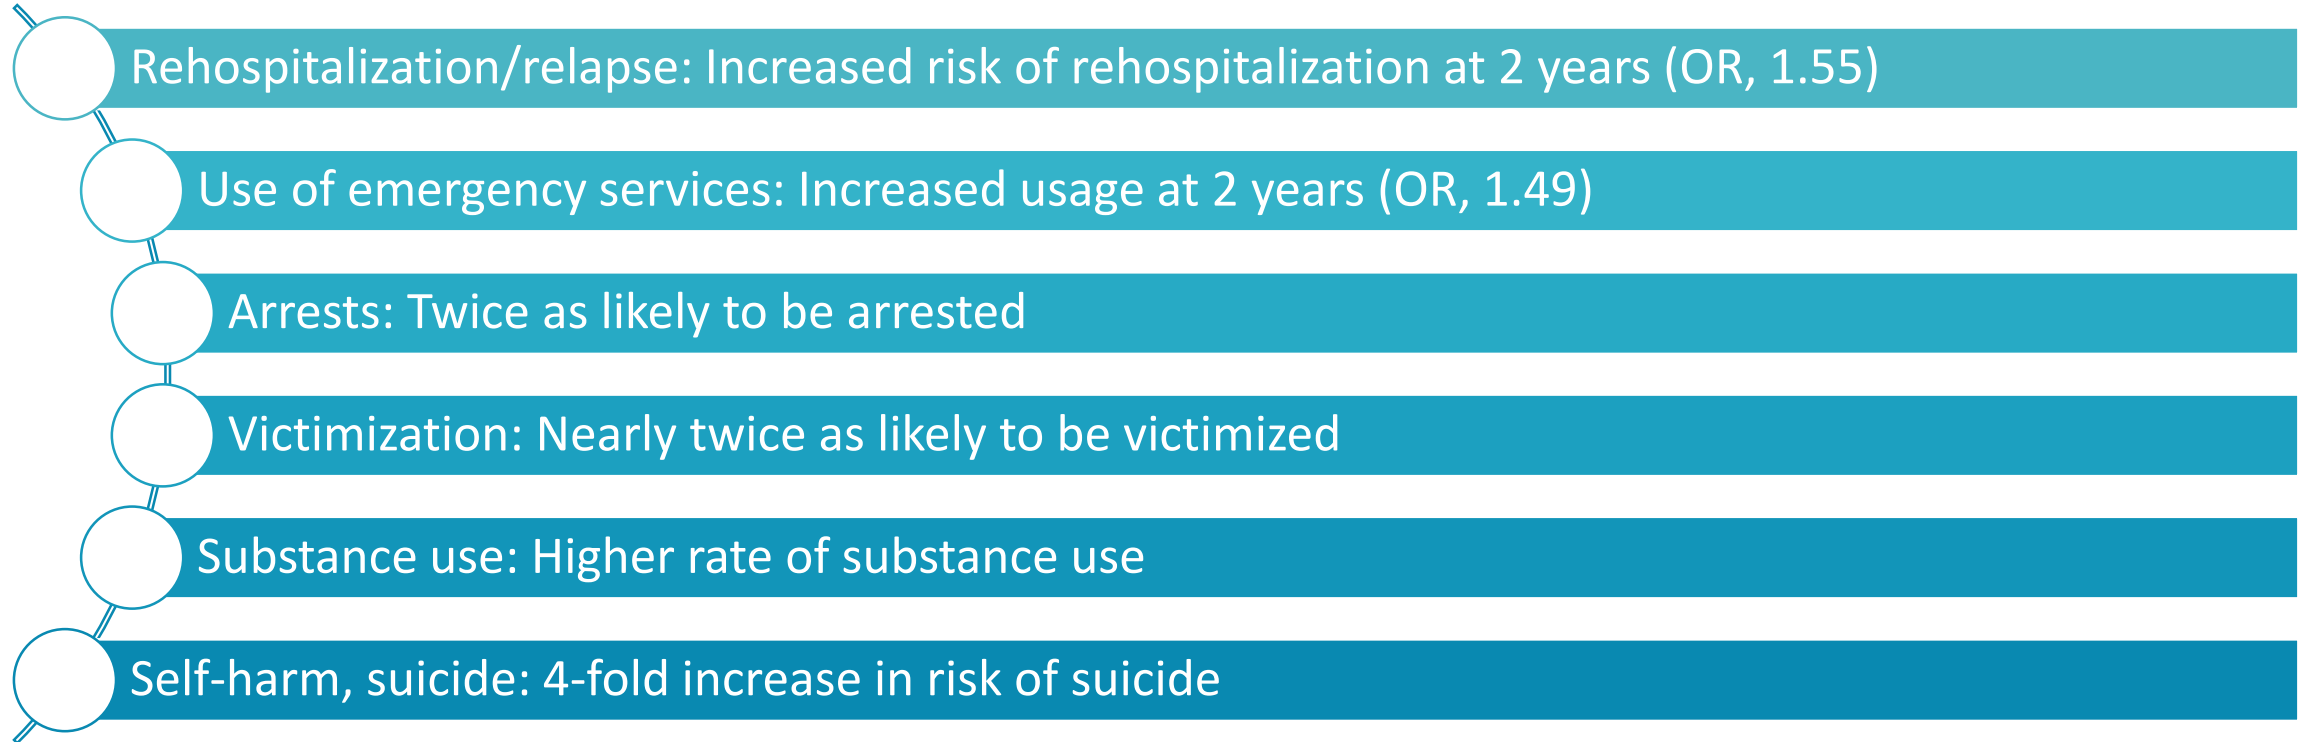 Rehospitalization/relapse: Increased risk of rehospitalization at 2 years (OR, 1.55)
Use of emergency services: Increased usage at 2 years (OR, 1.49)
Arrests: Twice as likely to be arrested
Victimization: Nearly twice as likely to be victimized
Substance use: Higher rate of substance use
Self-harm, suicide: 4-fold increase in risk of suicide